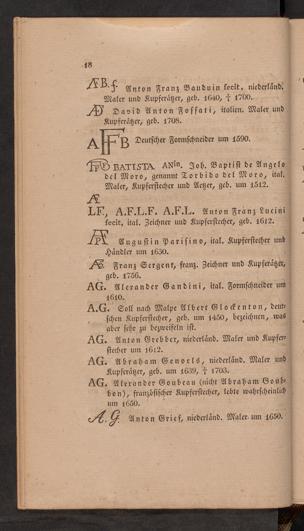 18
ÆB.f Anton Franz Bauduin fecit, niederländ. Maler und Kupferätzer, geb. 1640, † 1700.
David Anton Fossati, italien. Maler und Kupferätzer, geb. 1708.
A FF B Deutscher Formschneider um 1590.
BATISTA ANlo. Joh. Baptist de Angelo
del Moro, genannt Torbido del Moro, ital.
Maler, Kupferstecher und Aetzer, geb. um 1512.
Æ
LF, A.F.L.F. A.F.L. Anton Franz Lucini
fecit, ital. Zeichner und Kupferstecher, geb. 1612.
Augustin Parisino, ital. Kupferstecher und
Händler um 1630.
Franz Sergent, franz. Zeichner und Kupferätzer,
geb. 1756.
AG. Alexander Gandini, ital. Formschneider um
1610.
A.G. Soll nach Malpe Albert Glockenton, deut-
schen Kupferstecher, geb. um 1450, bezeichnen, was
aber sehr zu bezweifeln ist.
AG. Anton Grebber, niederländ. Maler und Kupfer-
stecher um 1612.
AG. Abraham Genoels, niederländ. Maler und
Kupferätzer, geb. um 1639, † 1703.
AG. Alexander Goubeau (nicht Abraham Gou-
bon), französischer Kupferstecher, lebte wahrscheinlich
um 1650.
A.G Anton Grief, niederländ. Maler um 1650.